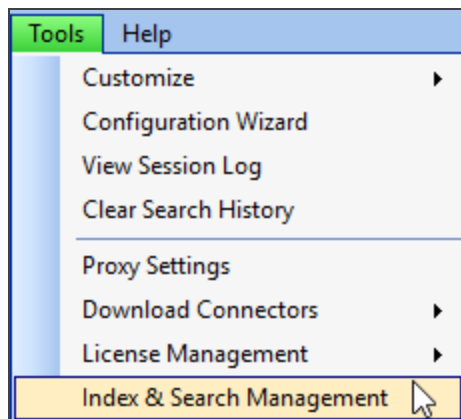 Tools Help
Customize
Configuration Wizard
View Session Log
Clear Search History
Proxy Settings
Download Connectors
License Management
Index & Search Management